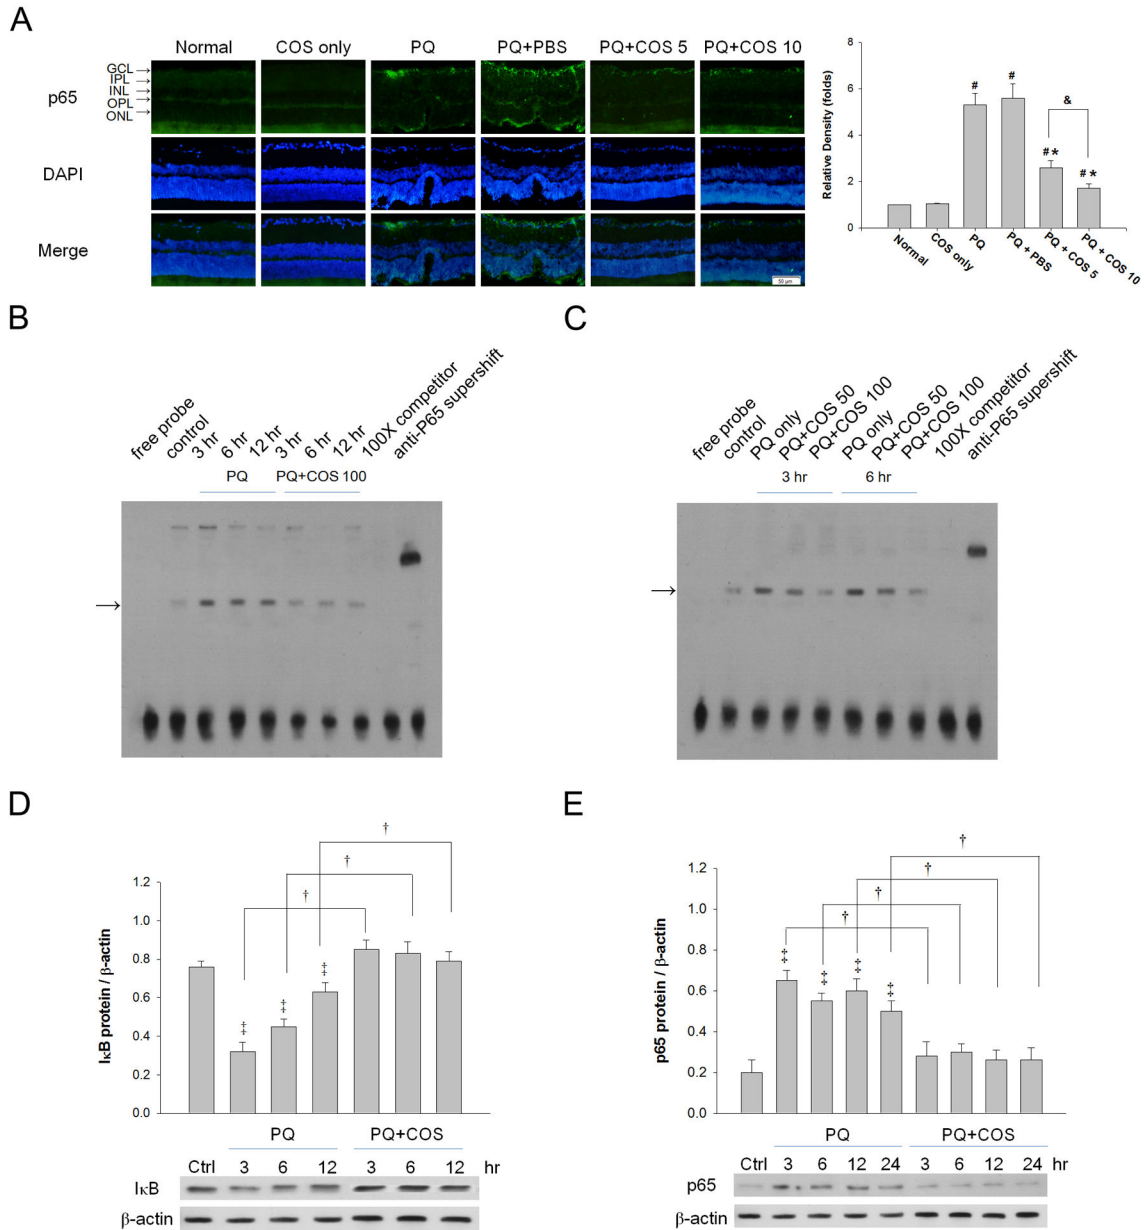 A
Normal COS only PQ PQ+PBS PQ+COS 5 PQ+COS 10
p65
GCL
IPL
INL
OPL
ONL
DAPI
Merge
50 μm
Relative Density (folds)
8
6
4
2
0
# # #* #*
&
Normal
COS only
PQ
PQ + PBS
PQ + COS 5
PQ + COS 10
B
free probe
control
3 hr
6 hr
12 hr
3 hr
6 hr
12 hr
100X competitor
anti-P65 supershift
PQ PQ+COS 100
C
free probe
control
PQ only
PQ+COS 50
PQ+COS 100
PQ only
PQ+COS 50
PQ+COS 100
100X competitor
anti-P65 supershift
3 hr 6 hr
D
IκB protein / β-actin
1.2
1.0
0.8
0.6
0.4
0.2
0.0
† † †
‡ ‡ ‡
PQ PQ+COS
Ctrl 3 6 12 3 6 12 hr
IκB
β-actin
E
p65 protein / β-actin
1.2
1.0
0.8
0.6
0.4
0.2
0.0
† † † †
‡ ‡ ‡ ‡
PQ PQ+COS
Ctrl 3 6 12 24 3 6 12 24 hr
p65
β-actin